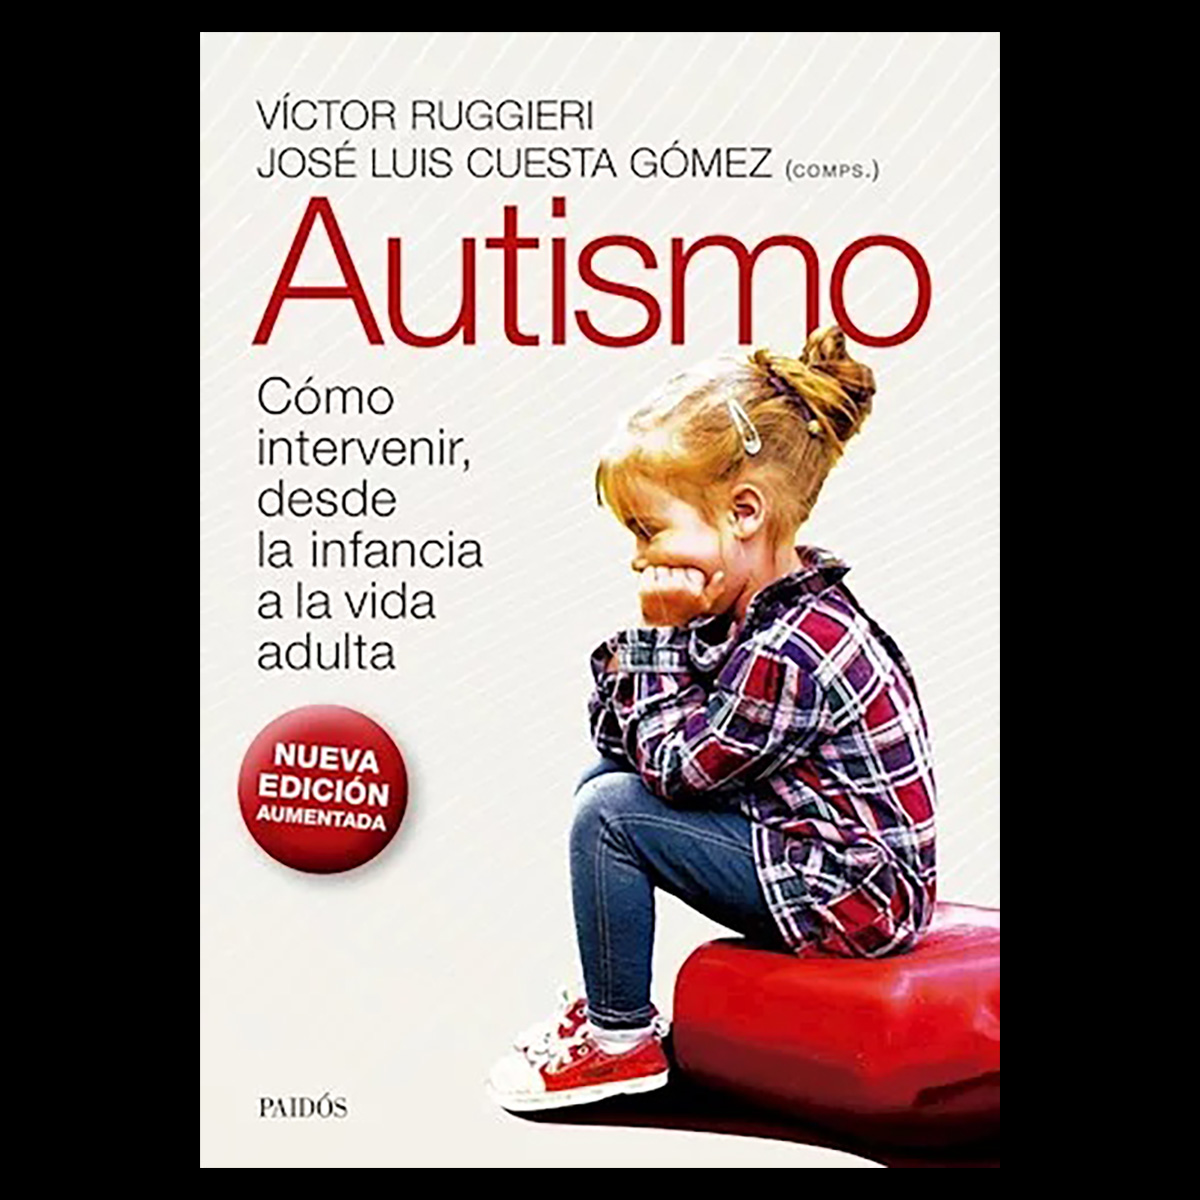 VÍCTOR RUGGIERI
JOSÉ LUIS CUESTA GÓMEZ (COMPS.)
Autismo
Cómo
intervenir,
desde
la infancia
a la vida
adulta
NUEVA
EDICIÓN
AUMENTADA
PAIDÓS